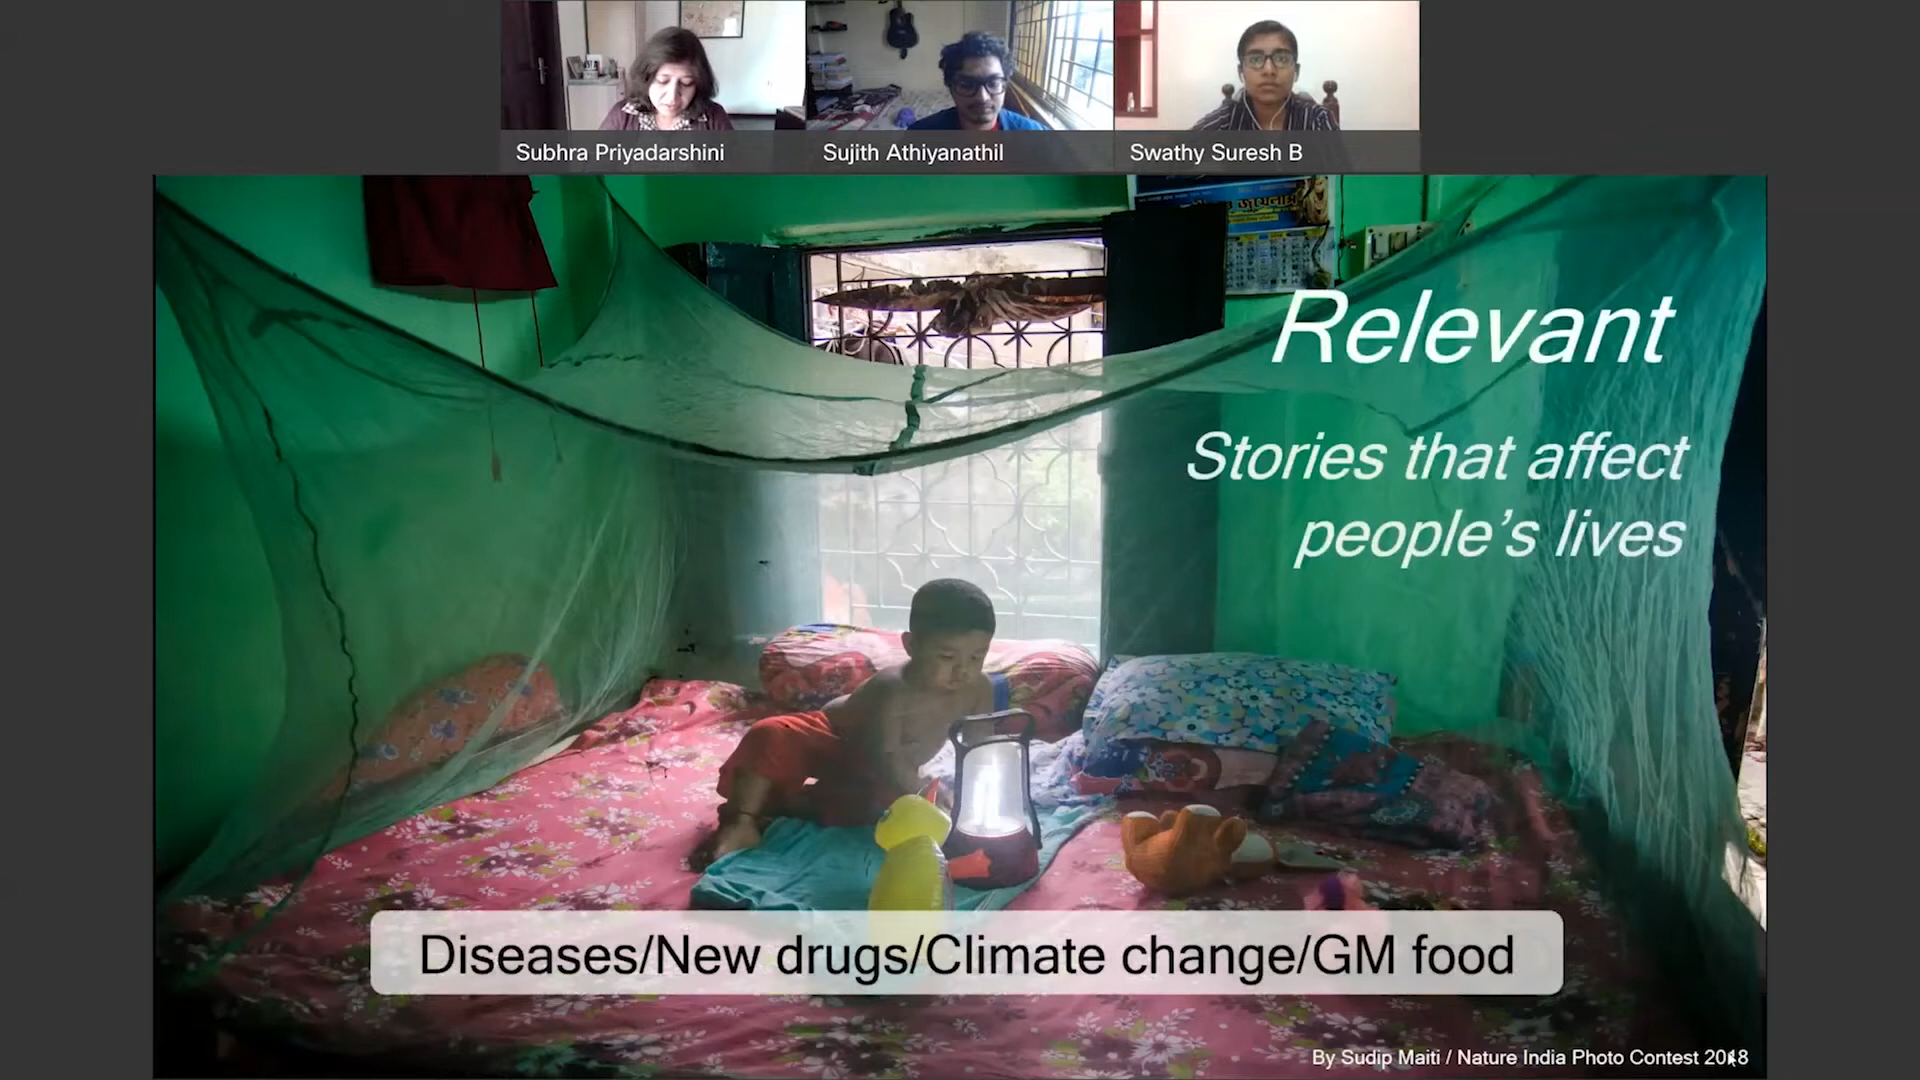 Subhra Priyadarshini
Sujith Athiyanathil
Swathy Suresh B
Relevant
Stories that affect
people's lives
Diseases/New drugs/Climate change/GM food
By Sudip Maiti / Nature India Photo Contest 2018